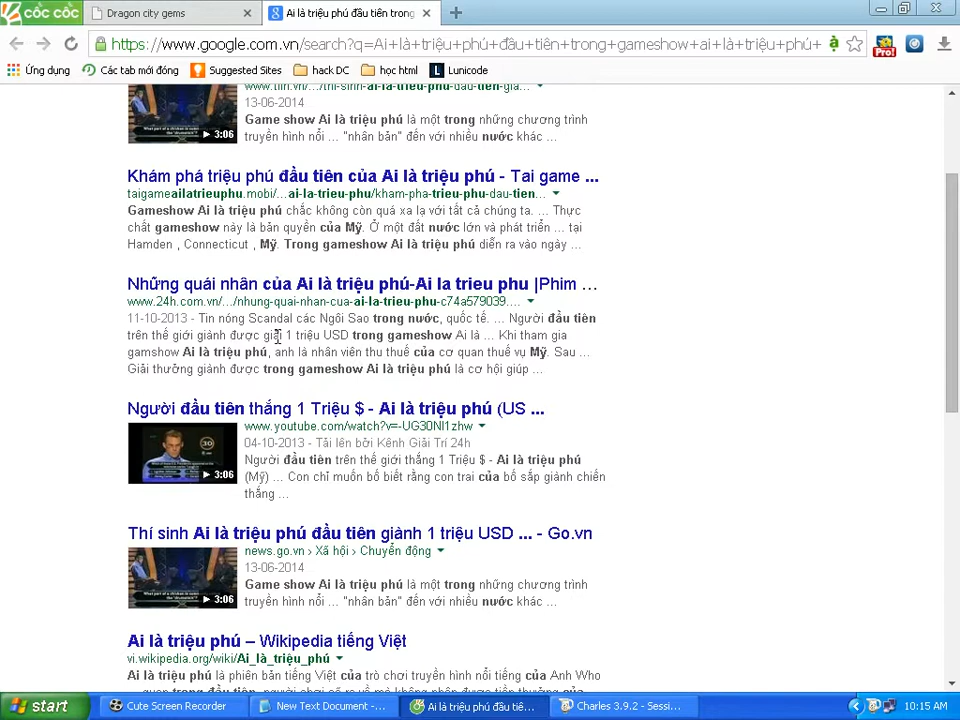 cốc cốc
Dragon city gems
Ai là triệu phú đầu tiên trong
https://www.google.com.vn/search?q=Ai+là+triệu+phú+đầu+tiên+trong+gameshow+ai+là+triệu+phú+
Pro!
Ứng dụng
Các tab mới đóng
Suggested Sites
hack DC
học html
Lunicode
www.tiin.vn/.../thi-sinh-ai-la-trieu-phu-dau-tien-gia...
13-06-2014
Game show Ai là triệu phú là một trong những chương trình
truyền hình nổi ... "nhân bản" đến với nhiều nước khác ...
3:06
Khám phá triệu phú đầu tiên của Ai là triệu phú - Tai game ...
taigameailatrieuphu.mobi/...ai-la-trieu-phu/kham-pha-trieu-phu-dau-tien...
Gameshow Ai là triệu phú chắc không còn quá xa lạ với tất cả chúng ta. ... Thực
chất gameshow này là bản quyền của Mỹ. Ở một đất nước lớn và phát triển ... tại
Hamden , Connecticut , Mỹ. Trong gameshow Ai là triệu phú diễn ra vào ngày ...
Những quái nhân của Ai là triệu phú-Ai la trieu phu |Phim ...
www.24h.com.vn/.../nhung-quai-nhan-cua-ai-la-trieu-phu-c74a579039....
11-10-2013 - Tin nóng Scandal các Ngôi Sao trong nước, quốc tế. ... Người đầu tiên
trên thế giới giành được giải 1 triệu USD trong gameshow Ai là ... Khi tham gia
gamshow Ai là triệu phú, anh là nhân viên thu thuế của cơ quan thuế vụ Mỹ. Sau ...
Giải thưởng giành được trong gameshow Ai là triệu phú là cơ hội giúp ...
Người đầu tiên thắng 1 Triệu $ - Ai là triệu phú (US ...
www.youtube.com/watch?v=-UG30Nl1zhw
04-10-2013 - Tải lên bởi Kênh Giải Trí 24h
Người đầu tiên trên thế giới thắng 1 Triệu $ - Ai là triệu phú
(Mỹ) ... Con chỉ muốn bố biết rằng con trai của bố sắp giành chiến
thắng ...
30
3:06
Thí sinh Ai là triệu phú đầu tiên giành 1 triệu USD ... - Go.vn
news.go.vn › Xã hội › Chuyển động
13-06-2014
Game show Ai là triệu phú là một trong những chương trình
truyền hình nổi ... "nhân bản" đến với nhiều nước khác ...
3:06
Ai là triệu phú – Wikipedia tiếng Việt
vi.wikipedia.org/wiki/Ai_là_triệu_phú
Ai là triệu phú là phiên bản tiếng Việt của trò chơi truyền hình nổi tiếng của Anh Who
start
Cute Screen Recorder
New Text Document -...
Ai là triệu phú đầu tiê...
Charles 3.9.2 - Sessi...
10:15 AM